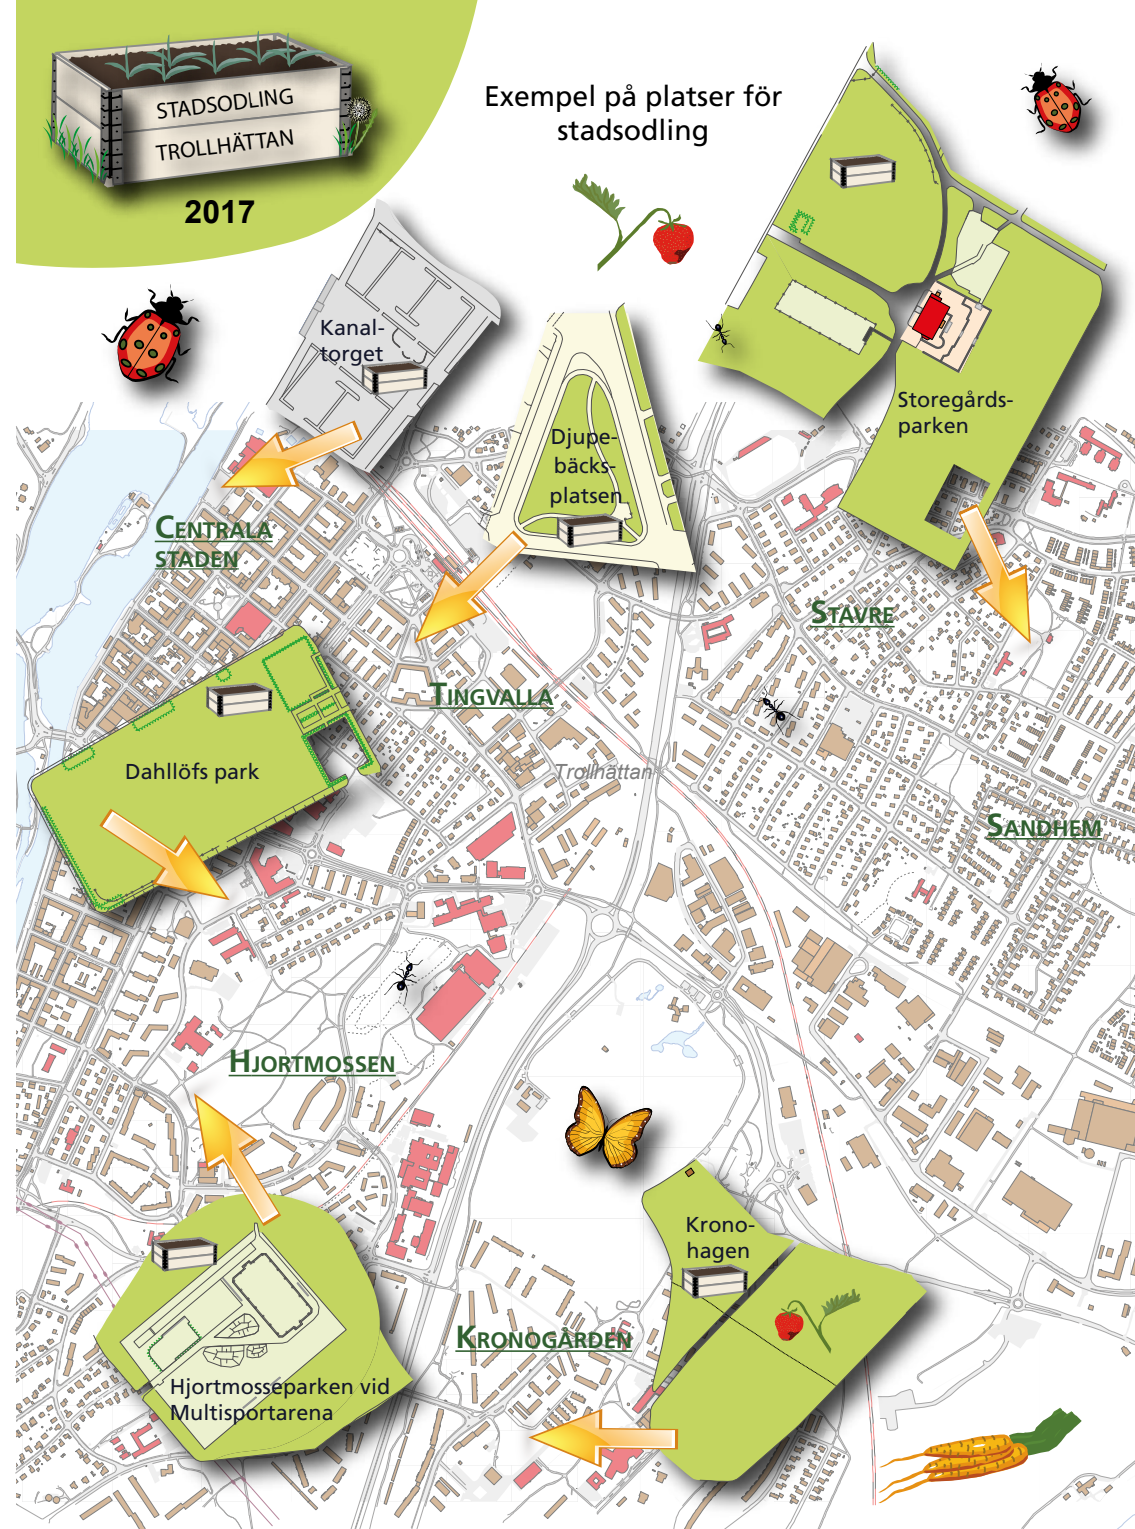 STADSODLING
TROLLHÄTTAN
2017
Exempel på platser för
stadsodling
Kanal-
torget
Djupe-
bäcks-
platsen
Storegårds-
parken
CENTRALA
STADEN
STAVRE
TINGVALLA
Dahllöfs park
Trollhättan
SANDHEM
HJORTMOSSEN
Krono-
hagen
KRONOGÅRDEN
Hjortmosseparken vid
Multisportarena